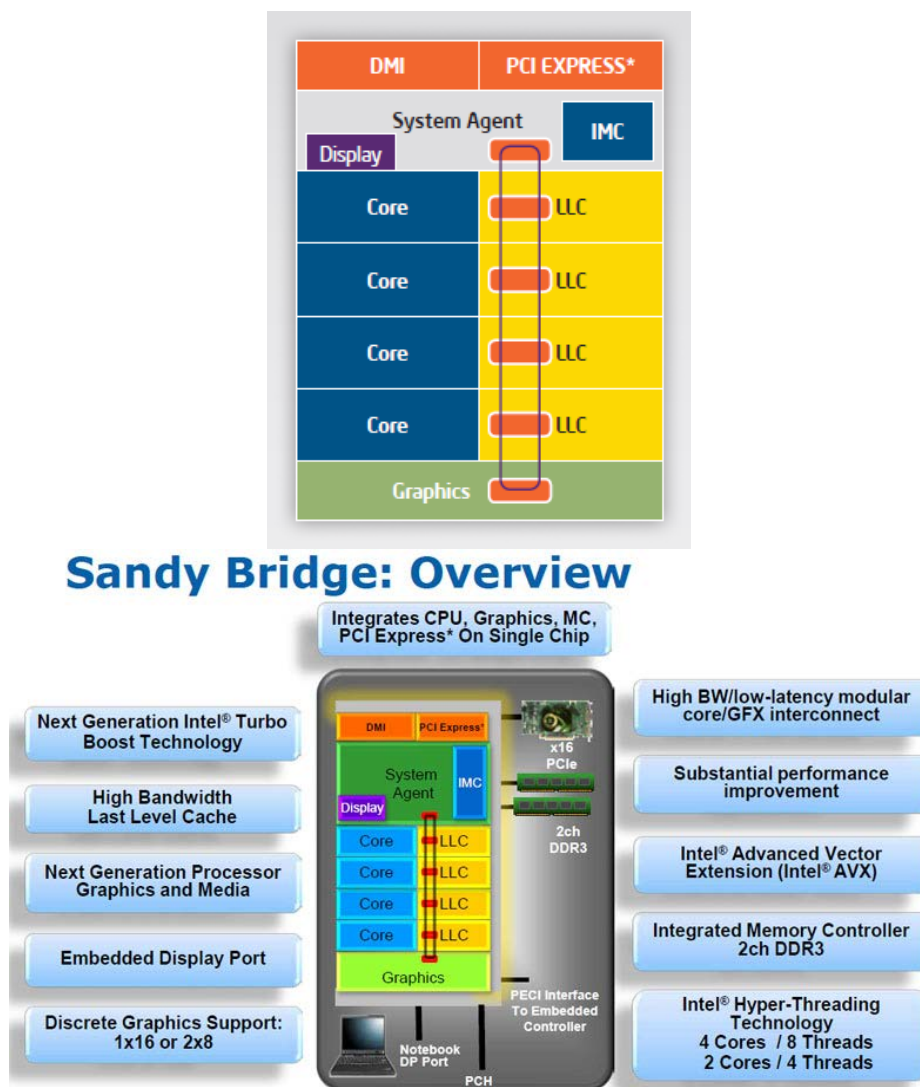 DMI
PCI EXPRESS*
System Agent
IMC
Display
Core
LLC
Core
LLC
Core
LLC
Core
LLC
Graphics
Sandy Bridge: Overview
Integrates CPU, Graphics, MC,
PCI Express* On Single Chip
Next Generation Intel® Turbo
Boost Technology
High Bandwidth
Last Level Cache
Next Generation Processor
Graphics and Media
Embedded Display Port
Discrete Graphics Support:
1x16 or 2x8
DMI
PCI Express*
System
Agent
IMC
Display
Core
LLC
Core
LLC
Core
LLC
Core
LLC
Graphics
x16
PCIe
2ch
DDR3
PECI Interface
To Embedded
Controller
Notebook
DP Port
PCH
High BW/low-latency modular
core/GFX interconnect
Substantial performance
improvement
Intel® Advanced Vector
Extension (Intel® AVX)
Integrated Memory Controller
2ch DDR3
Intel® Hyper-Threading
Technology
4 Cores / 8 Threads
2 Cores / 4 Threads